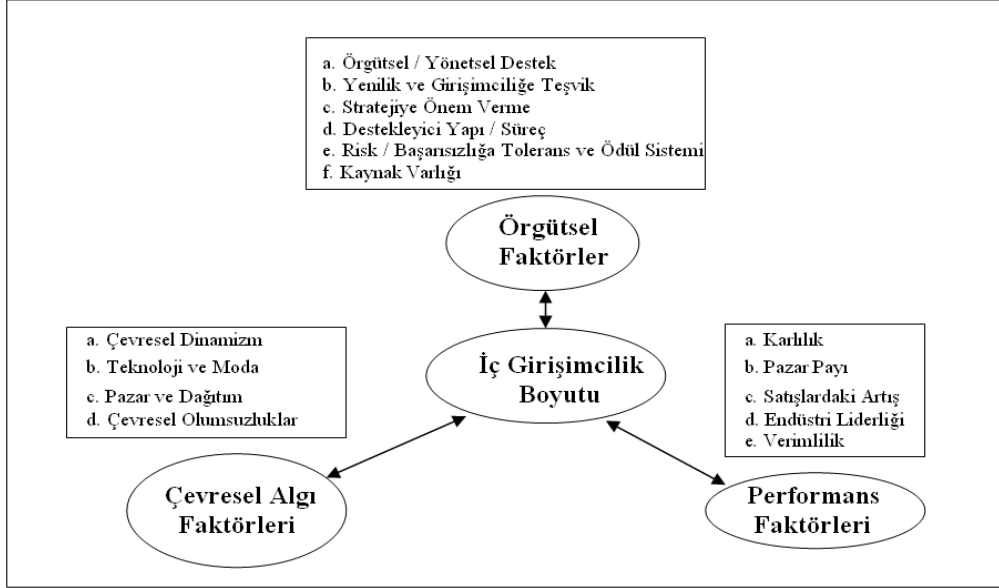 a. Örgütsel / Yönetsel Destek
b. Yenilik ve Girişimciliğe Teşvik
c. Stratejiye Önem Verme
d. Destekleyici Yapı / Süreç
e. Risk / Başarısızlığa Tolerans ve Ödül Sistemi
f. Kaynak Varlığı
Örgütsel
Faktörler
İç Girişimcilik
Boyutu
a. Çevresel Dinamizm
b. Teknoloji ve Moda
c. Pazar ve Dağıtım
d. Çevresel Olumsuzluklar
Çevresel Algı
Faktörleri
a. Karlılık
b. Pazar Payı
c. Satışlardaki Artış
d. Endüstri Liderliği
e. Verimlilik
Performans
Faktörleri